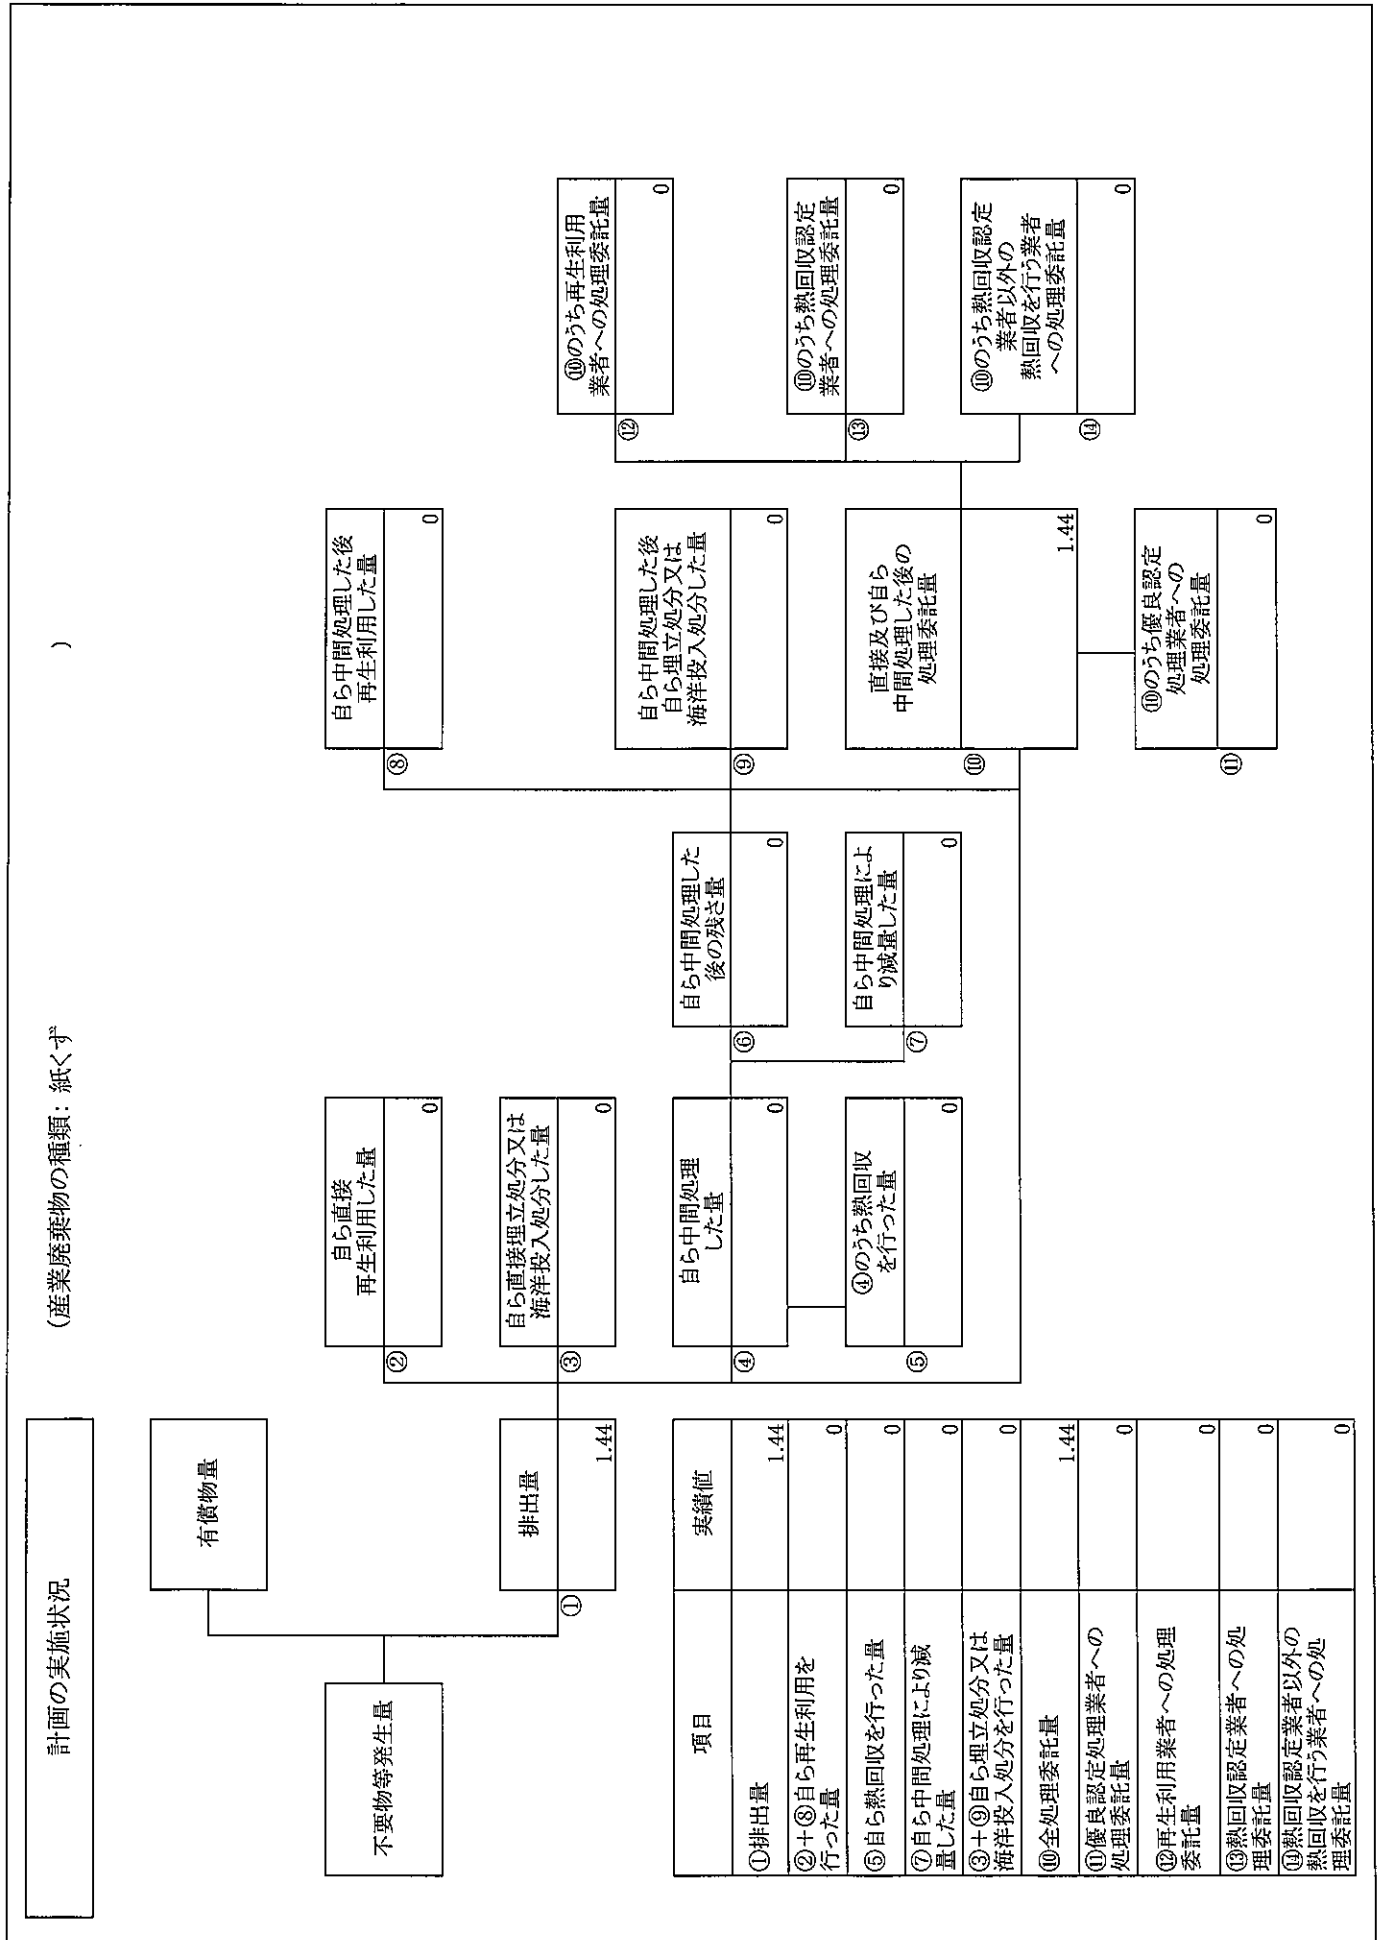 計画の実施状況
(産業廃棄物の種類：紙くず
)
不要物等発生量
有償物量
①
排出量
1.44
②
自ら直接
再生利用した量
0
③
自ら直接埋立処分又は
海洋投入処分した量
0
④
自ら中間処理
した量
0
⑤
④のうち熱回収
を行った量
0
⑥
自ら中間処理した
後の残さ量
0
⑦
自ら中間処理によ
り減量した量
0
⑧
自ら中間処理した後
再生利用した量
0
⑨
自ら中間処理した後
自ら埋立処分又は
海洋投入処分した量
0
⑩
直接及び自ら
中間処理した後の
処理委託量
1.44
⑪
⑩のうち優良認定
処理業者への
処理委託量
0
⑫
⑩のうち再生利用
業者への処理委託量
0
⑬
⑩のうち熱回収認定
業者への処理委託量
0
⑭
⑩のうち熱回収認定
業者以外の
熱回収を行う業者
への処理委託量
0
項目 実績値
①排出量 1.44
②＋⑧自ら再生利用を
行った量 0
⑤自ら熱回収を行った量 0
⑦自ら中間処理により減
量した量 0
③＋⑨自ら埋立処分又は
海洋投入処分を行った量 0
⑩全処理委託量 1.44
⑪優良認定処理業者への
処理委託量 0
⑫再生利用業者への処理
委託量 0
⑬熱回収認定業者への処
理委託量 0
⑭熱回収認定業者以外の
熱回収を行う業者への処
理委託量 0